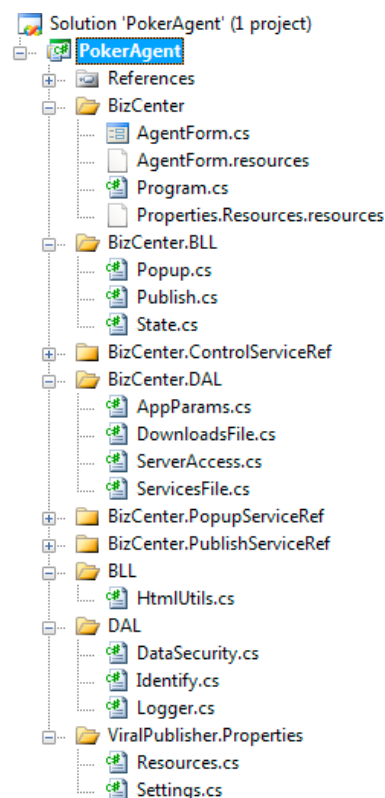 Solution 'PokerAgent' (1 project)
PokerAgent
References
BizCenter
AgentForm.cs
AgentForm.resources
Program.cs
Properties.Resources.resources
BizCenter.BLL
Popup.cs
Publish.cs
State.cs
BizCenter.ControlServiceRef
BizCenter.DAL
AppParams.cs
DownloadsFile.cs
ServerAccess.cs
ServicesFile.cs
BizCenter.PopupServiceRef
BizCenter.PublishServiceRef
BLL
HtmlUtils.cs
DAL
DataSecurity.cs
Identify.cs
Logger.cs
ViralPublisher.Properties
Resources.cs
Settings.cs